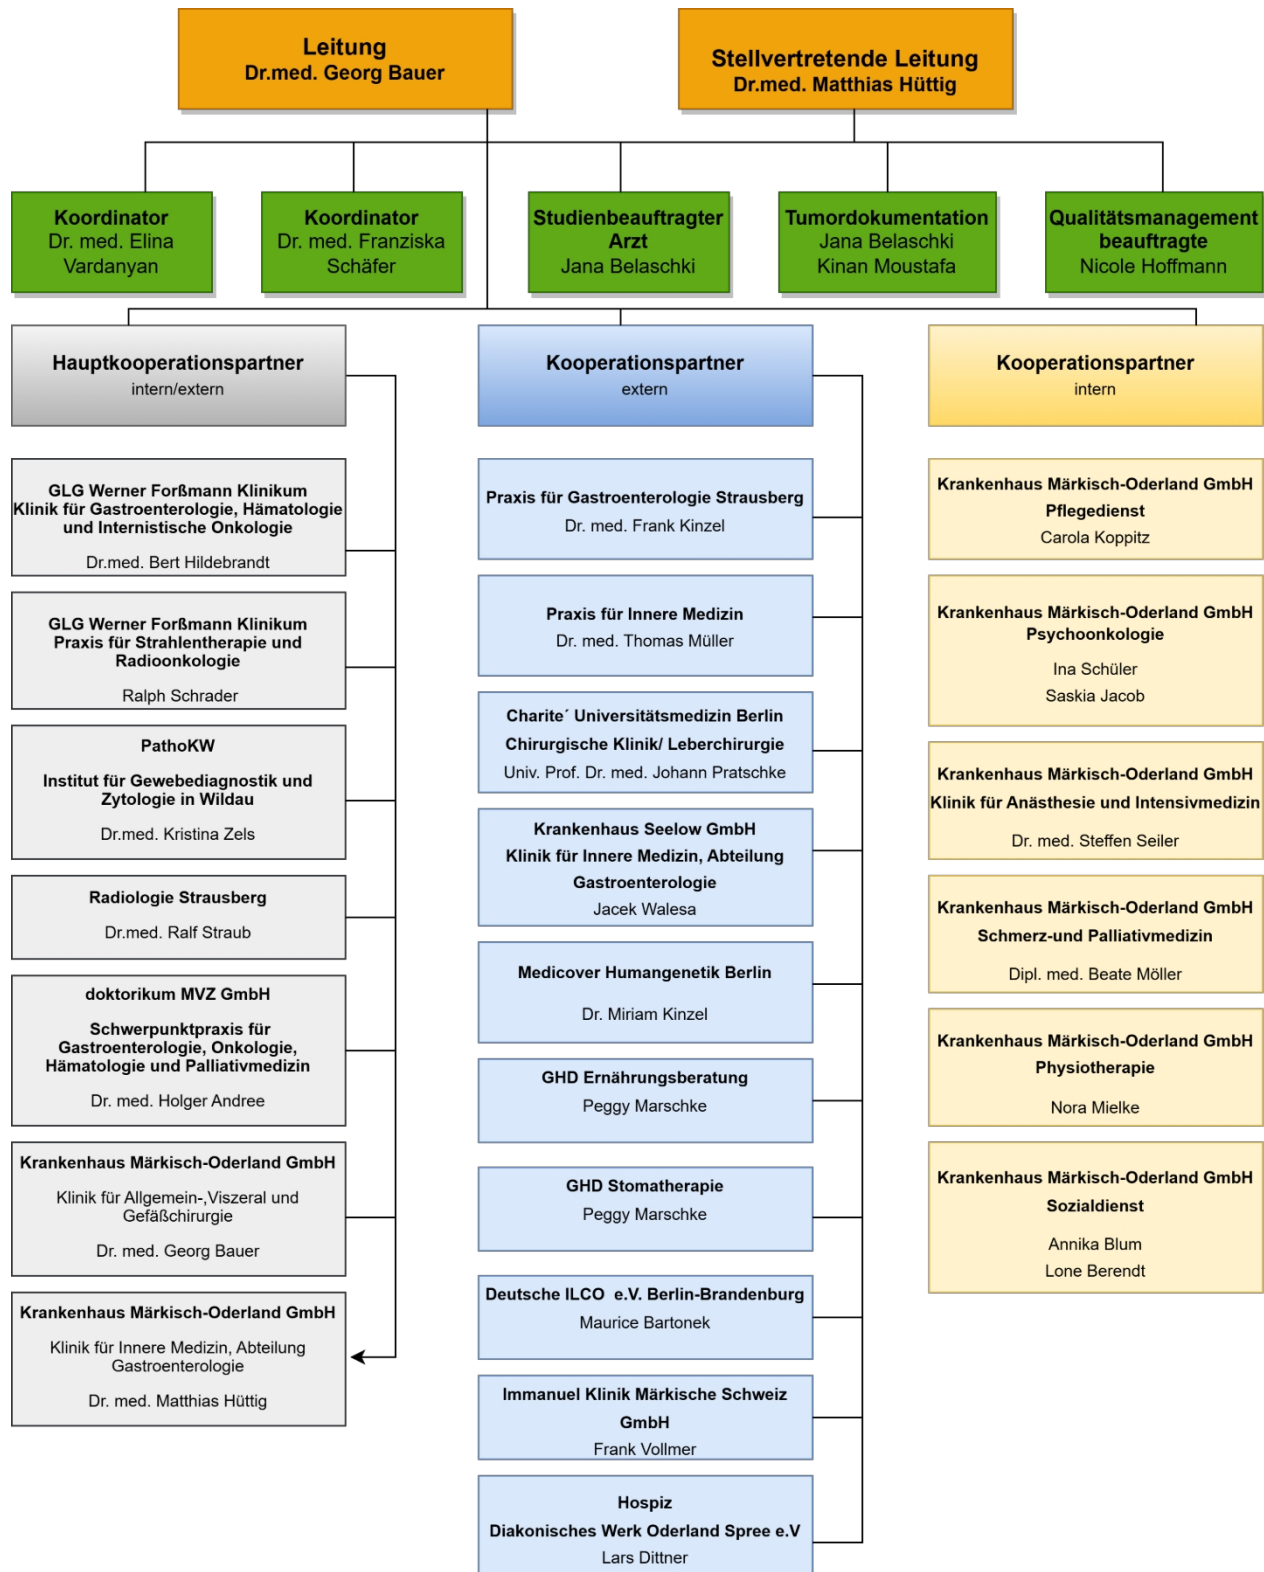 Leitung
Dr.med. Georg Bauer
Stellvertretende Leitung
Dr.med. Matthias Hüttig
Koordinator
Dr. med. Elina
Vardanyan
Koordinator
Dr. med. Franziska
Schäfer
Studienbeauftragter
Arzt
Jana Belaschki
Tumordokumentation
Jana Belaschki
Kinan Moustafa
Qualitätsmanagement
beauftragte
Nicole Hoffmann
Hauptkooperationspartner
intern/extern
GLG Werner Forßmann Klinikum
Klinik für Gastroenterologie, Hämatologie
und Internistische Onkologie
Dr.med. Bert Hildebrandt
GLG Werner Forßmann Klinikum
Praxis für Strahlentherapie und
Radioonkologie
Ralph Schrader
PathoKW
Institut für Gewebediagnostik und
Zytologie in Wildau
Dr.med. Kristina Zels
Radiologie Strausberg
Dr.med. Ralf Straub
doktorikum MVZ GmbH
Schwerpunktpraxis für
Gastroenterologie, Onkologie,
Hämatologie und Palliativmedizin
Dr. med. Holger Andree
Krankenhaus Märkisch-Oderland GmbH
Klinik für Allgemein-,Viszeral und
Gefäßchirurgie
Dr. med. Georg Bauer
Krankenhaus Märkisch-Oderland GmbH
Klinik für Innere Medizin, Abteilung
Gastroenterologie
Dr. med. Matthias Hüttig
Kooperationspartner
extern
Praxis für Gastroenterologie Strausberg
Dr. med. Frank Kinzel
Praxis für Innere Medizin
Dr. med. Thomas Müller
Charite´ Universitätsmedizin Berlin
Chirurgische Klinik/ Leberchirurgie
Univ. Prof. Dr. med. Johann Pratschke
Krankenhaus Seelow GmbH
Klinik für Innere Medizin, Abteilung
Gastroenterologie
Jacek Walesa
Medicover Humangenetik Berlin
Dr. Miriam Kinzel
GHD Ernährungsberatung
Peggy Marschke
GHD Stomatherapie
Peggy Marschke
Deutsche ILCO e.V. Berlin-Brandenburg
Maurice Bartonek
Immanuel Klinik Märkische Schweiz
GmbH
Frank Vollmer
Hospiz
Diakonisches Werk Oderland Spree e.V
Lars Dittner
Kooperationspartner
intern
Krankenhaus Märkisch-Oderland GmbH
Pflegedienst
Carola Koppitz
Krankenhaus Märkisch-Oderland GmbH
Psychoonkologie
Ina Schüler
Saskia Jacob
Krankenhaus Märkisch-Oderland GmbH
Klinik für Anästhesie und Intensivmedizin
Dr. med. Steffen Seiler
Krankenhaus Märkisch-Oderland GmbH
Schmerz-und Palliativmedizin
Dipl. med. Beate Möller
Krankenhaus Märkisch-Oderland GmbH
Physiotherapie
Nora Mielke
Krankenhaus Märkisch-Oderland GmbH
Sozialdienst
Annika Blum
Lone Berendt